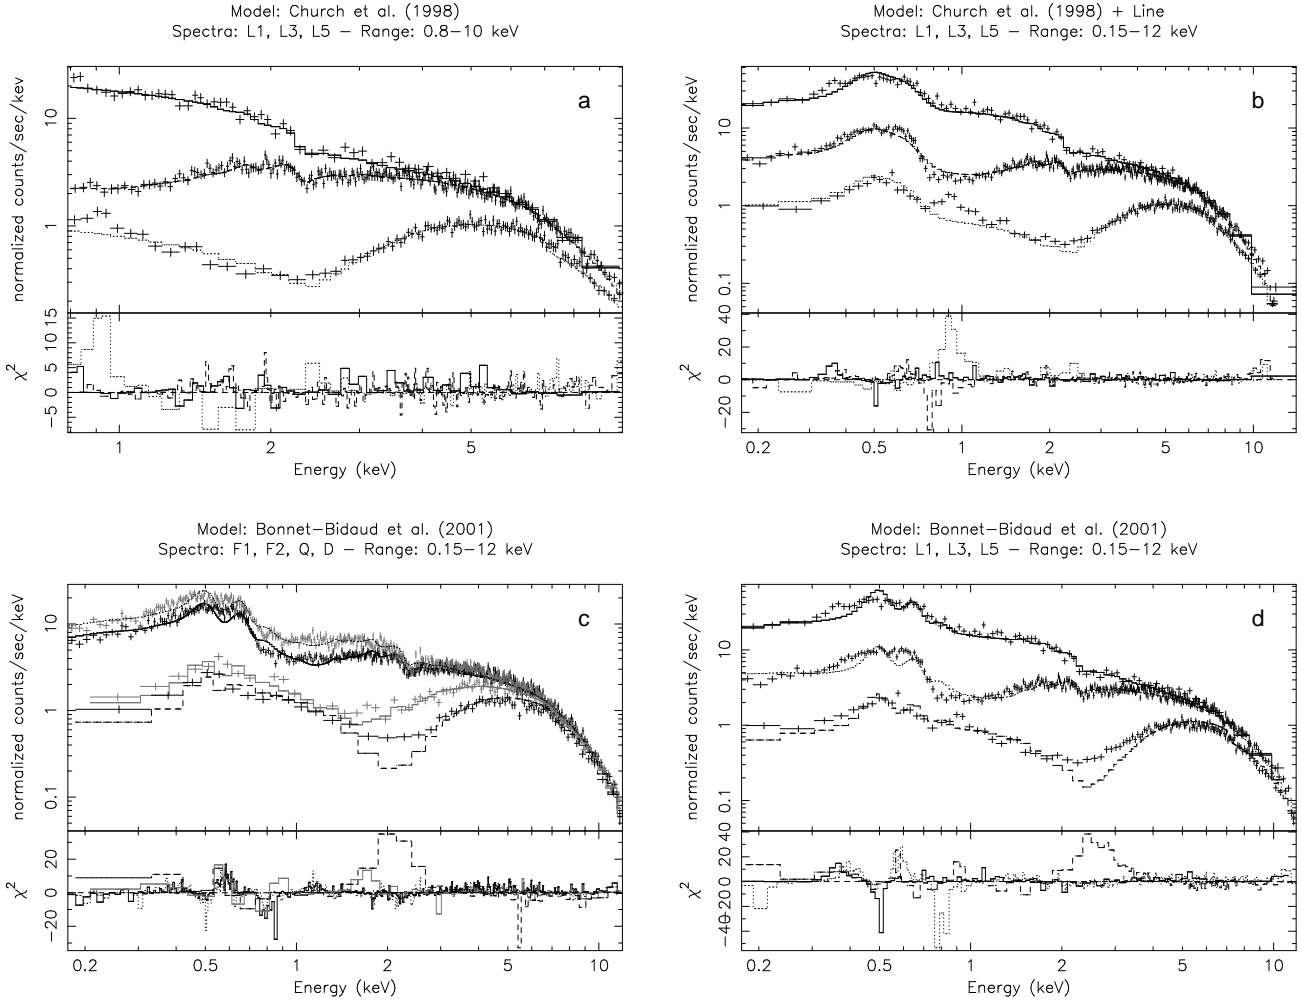 Model: Church et al. (1998)
Spectra: L1, L3, L5 − Range: 0.8−10 keV
a
normalized counts/sec/kev
10
1
χ2
15
10
5
0
−5
1
2
5
Energy (keV)
Model: Church et al. (1998) + Line
Spectra: L1, L3, L5 − Range: 0.15−12 keV
b
normalized counts/sec/keV
10
1
0.1
χ2
40
20
0
−20
0.2
0.5
1
2
5
10
Energy (keV)
Model: Bonnet−Bidaud et al. (2001)
Spectra: F1, F2, Q, D − Range: 0.15−12 keV
c
normalized counts/sec/keV
10
1
0.1
χ2
20
0
−20
0.2
0.5
1
2
5
10
Energy (keV)
Model: Bonnet−Bidaud et al. (2001)
Spectra: L1, L3, L5 − Range: 0.15−12 keV
d
normalized counts/sec/keV
10
1
0.1
χ2
40
20
0
−20
−40
0.2
0.5
1
2
5
10
Energy (keV)